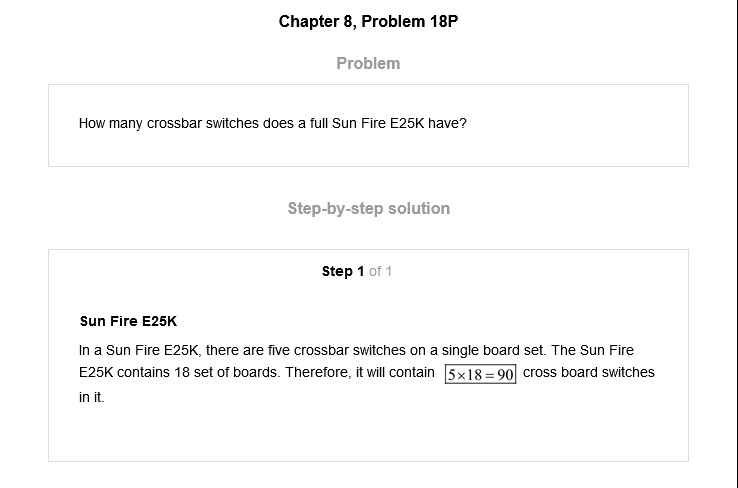 Chapter 8, Problem 18P
Problem
How many crossbar switches does a full Sun Fire E25K have?
Step-by-step solution
Step 1 of 1
Sun Fire E25K
In a Sun Fire E25K, there are five crossbar switches on a single board set. The Sun Fire
E25K contains 18 set of boards. Therefore, it will contain 5×18=90 cross board switches
in it.